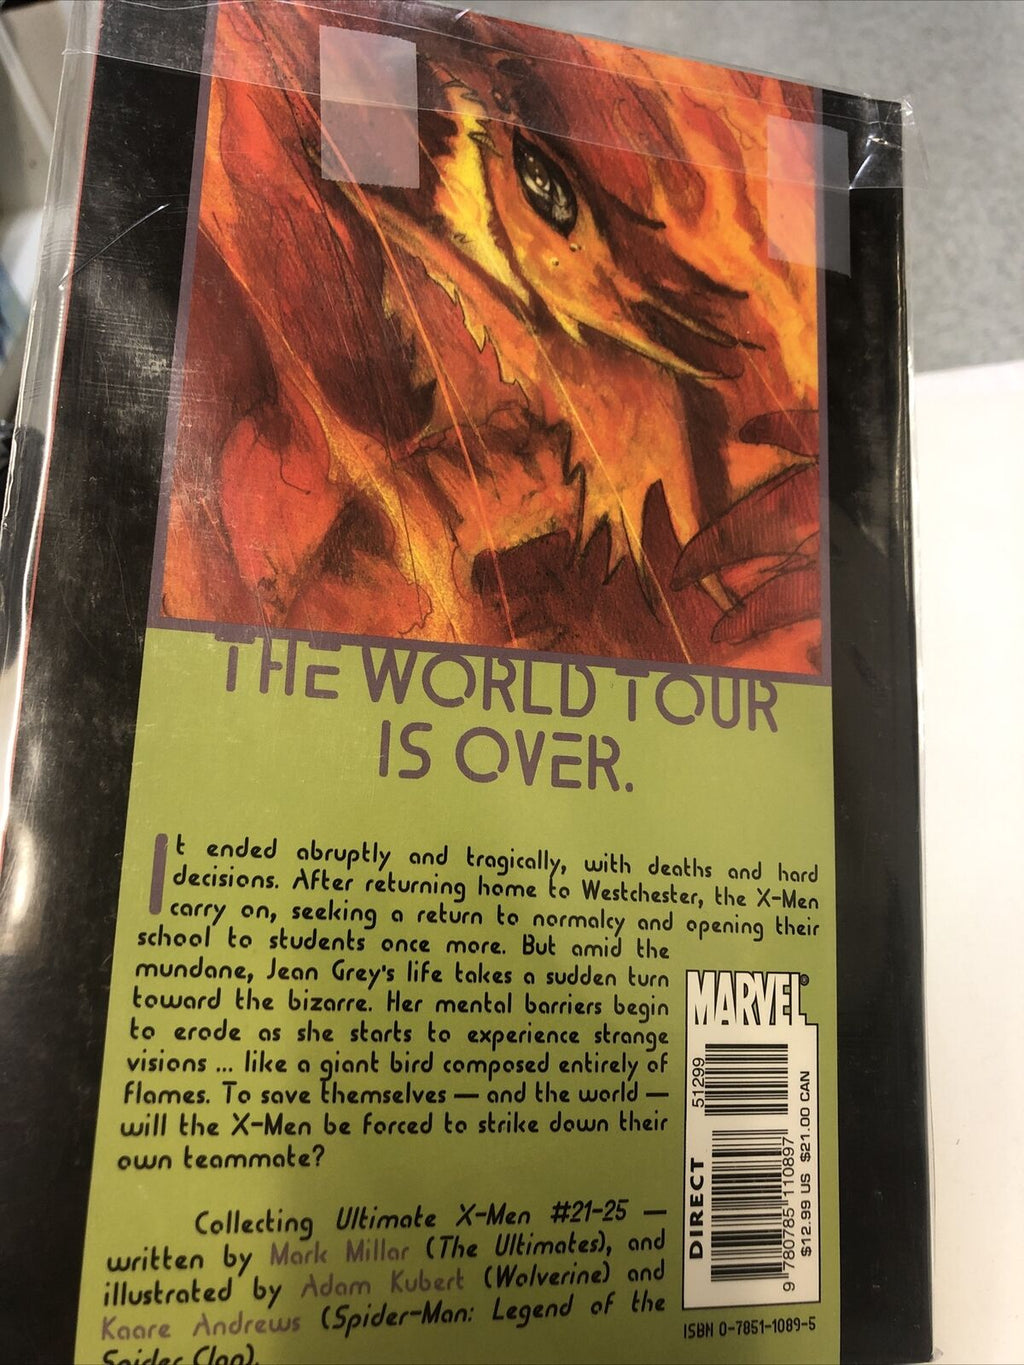 THE WORLD TOUR
IS OVER.
It ended abruptly and tragically, with deaths and hard
decisions. After returning home to Westchester, the X-Men
carry on, seeking a return to normalcy and opening their
school to students once more. But amid the
mundane, Jean Grey's life takes a sudden turn
toward the bizarre. Her mental barriers begin
to erode as she starts to experience strange
visions ... like a giant bird composed entirely of
flames. To save themselves — and the world —
will the X-Men be forced to strike down their
own teammate?
Collecting Ultimate X-Men #21-25 —
written by Mark Millar (The Ultimates), and
illustrated by Adam Kubert (Wolverine) and
Kaare Andrews (Spider-Man: Legend of the
Spider Clan).
MARVEL®
51299
DIRECT
9 780785 110897
$12.99 US $21.00 CAN
ISBN 0-7851-1089-5